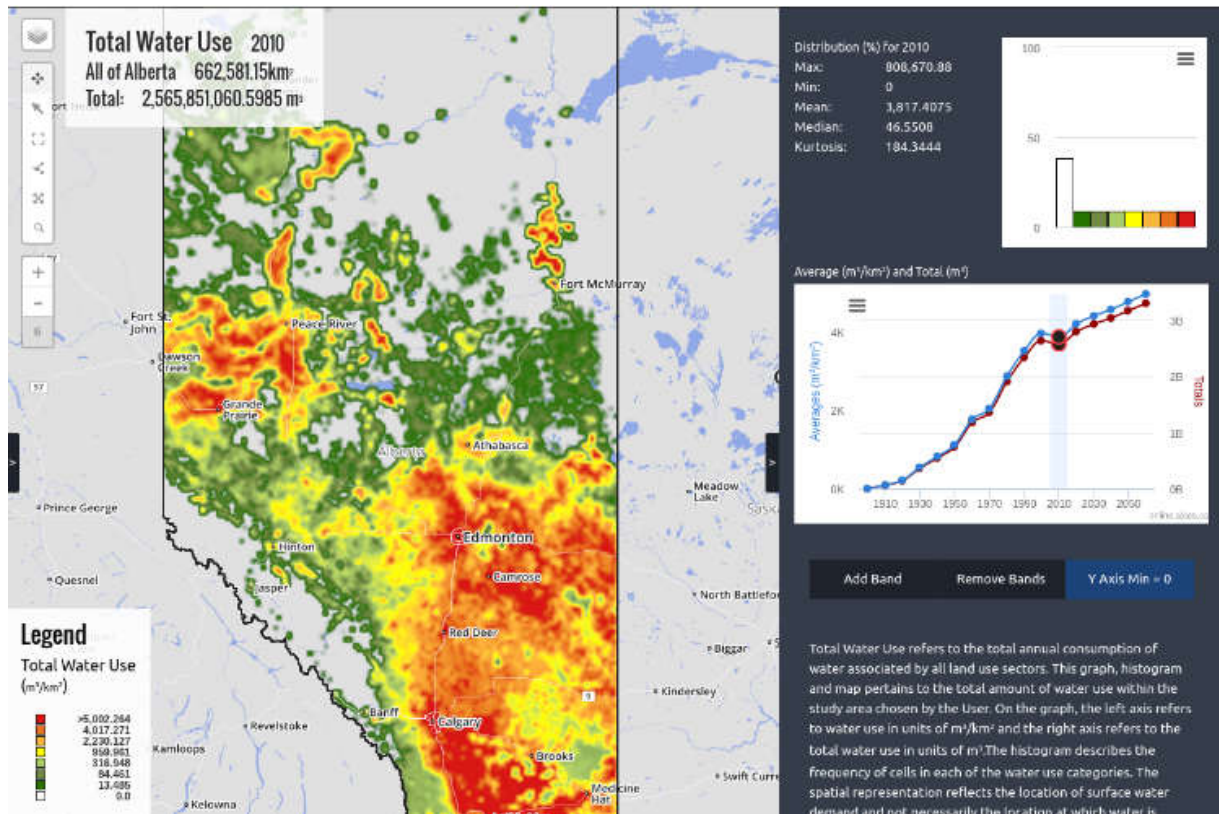 Total Water Use 2010
All of Alberta 662,581.15km²
Total: 2,565,851,060.5985 m³
Fort McMurray
Fort St. John
Peace River
Dawson Creek
97
Grande Prairie
Athabasca
Alberta
Meadow Lake
Prince George
Edmonton
Hinton
Camrose
Jasper
Quesnel
North Battlefor
Red Deer
Biggar
9
Kindersley
Banff
Calgary
Revelstoke
Kamloops
Brooks
Medicine Hat
Swift Curre
Kelowna
6
Legend
Total Water Use
(m³/km²)
>5,002.264
4,017.271
2,230.127
959.961
316.948
94.461
13.485
0.0
Distribution (%) for 2010
Max: 808,670.88
Min: 0
Mean: 3,817.4075
Median: 46.5508
Kurtosis: 184.3444
100
50
0
Average (m³/km²) and Total (m³)
Averages (m³/km²)
4K
2K
0K
3B
2B
1B
0B
Totals
1910 1930 1950 1970 1990 2010 2030 2050
online.alces.ca
Add Band Remove Bands Y Axis Min = 0
Total Water Use refers to the total annual consumption of
water associated by all land use sectors. This graph, histogram
and map pertains to the total amount of water use within the
study area chosen by the User. On the graph, the left axis refers
to water use in units of m³/km² and the right axis refers to the
total water use in units of m³.The histogram describes the
frequency of cells in each of the water use categories. The
spatial representation reflects the location of surface water
demand and not necessarily the location at which water is